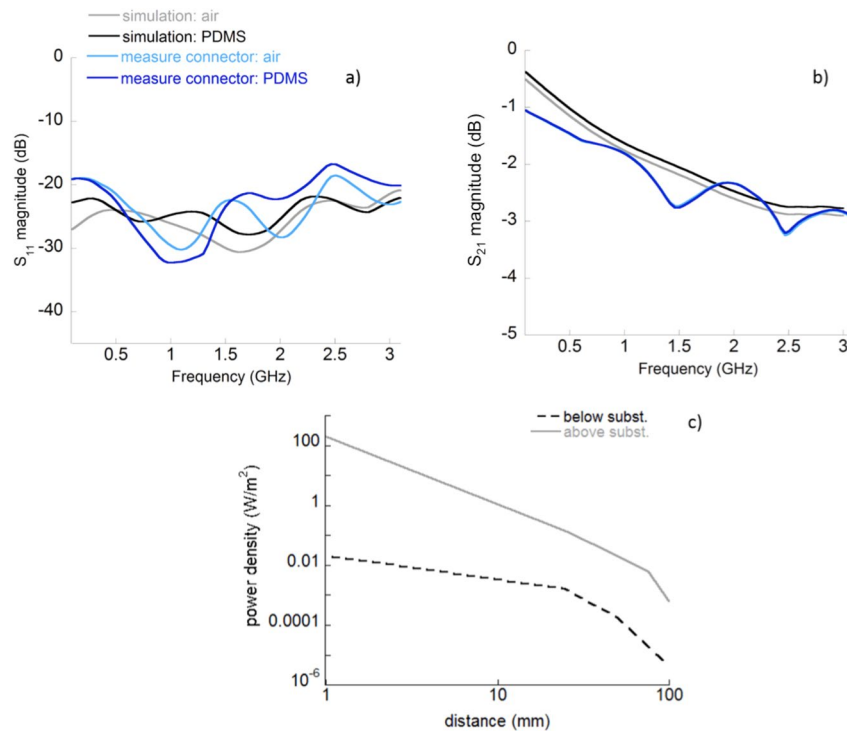 simulation: air
simulation: PDMS
measure connector: air
measure connector: PDMS
a)
0
-10
-20
-30
-40
S11 magnitude (dB)
0.5 1 1.5 2 2.5 3
Frequency (GHz)
b)
0
-1
-2
-3
-4
-5
S21 magnitude (dB)
0.5 1 1.5 2 2.5 3
Frequency (GHz)
below subst.
above subst.
c)
100
1
0.01
0.0001
10-6
power density (W/m2)
1 10 100
distance (mm)